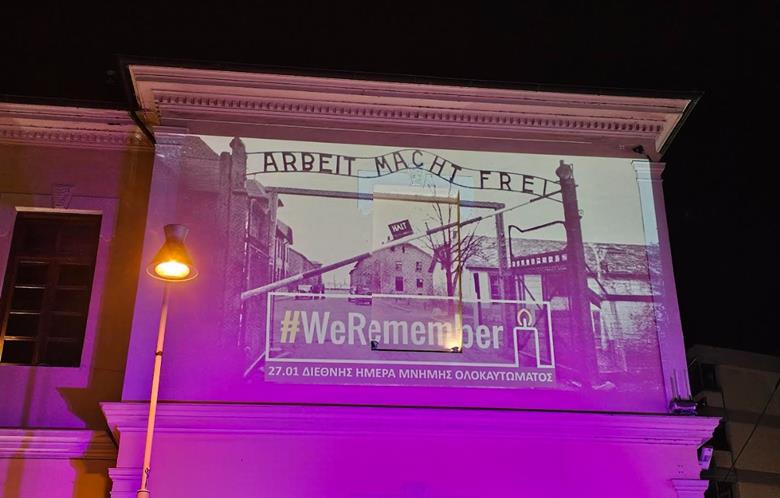 ARBEIT MACHT FREI
HALT
#WeRemember
27.01 ΔΙΕΘΝΗΣ ΗΜΕΡΑ ΜΝΗΜΗΣ ΟΛΟΚΑΥΤΩΜΑΤΟΣ